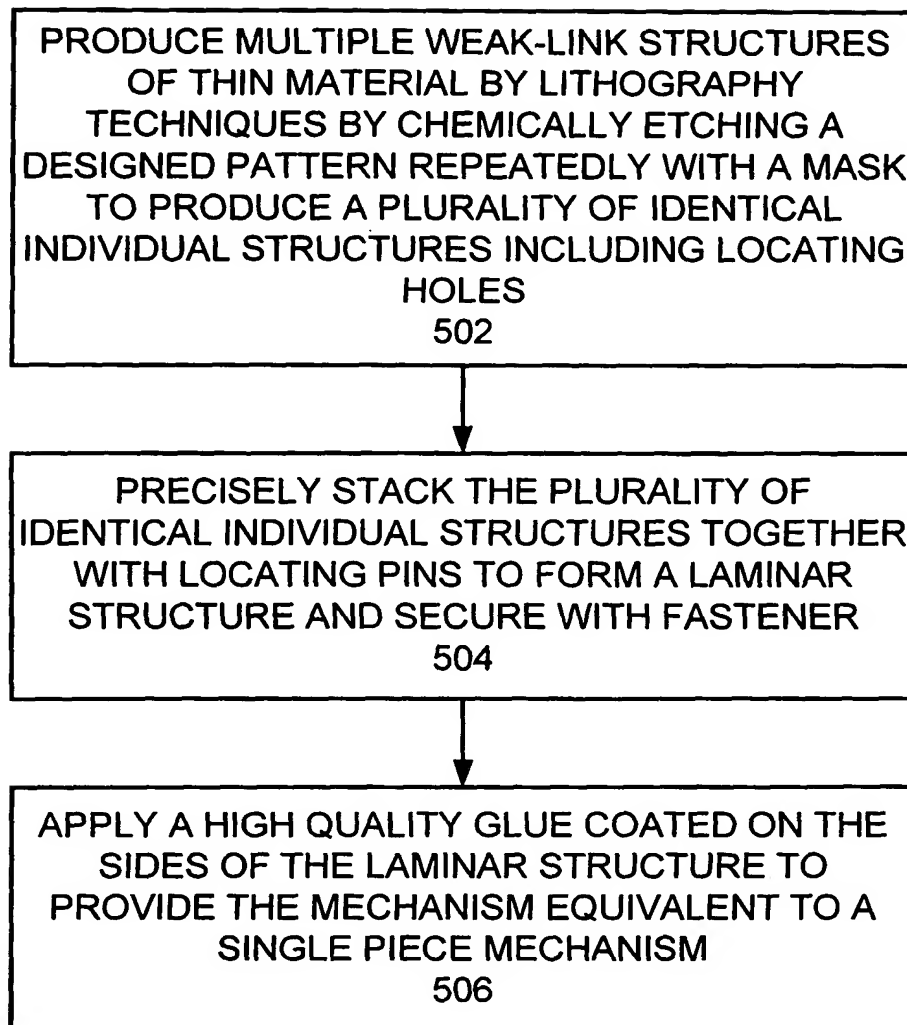 PRODUCE MULTIPLE WEAK-LINK STRUCTURES
OF THIN MATERIAL BY LITHOGRAPHY
TECHNIQUES BY CHEMICALLY ETCHING A
DESIGNED PATTERN REPEATEDLY WITH A MASK
TO PRODUCE A PLURALITY OF IDENTICAL
INDIVIDUAL STRUCTURES INCLUDING LOCATING
HOLES
502
PRECISELY STACK THE PLURALITY OF
IDENTICAL INDIVIDUAL STRUCTURES TOGETHER
WITH LOCATING PINS TO FORM A LAMINAR
STRUCTURE AND SECURE WITH FASTENER
504
APPLY A HIGH QUALITY GLUE COATED ON THE
SIDES OF THE LAMINAR STRUCTURE TO
PROVIDE THE MECHANISM EQUIVALENT TO A
SINGLE PIECE MECHANISM
506